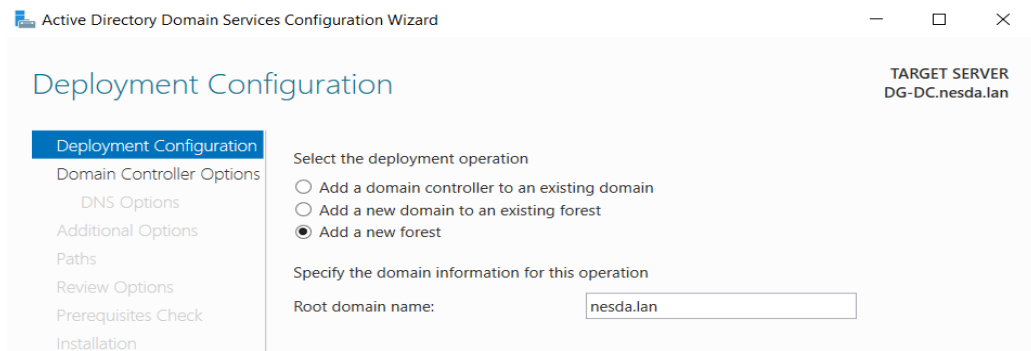 Active Directory Domain Services Configuration Wizard
Deployment Configuration
TARGET SERVER
DG-DC.nesda.lan
Deployment Configuration
Domain Controller Options
DNS Options
Additional Options
Paths
Review Options
Prerequisites Check
Installation
Select the deployment operation
Add a domain controller to an existing domain
Add a new domain to an existing forest
Add a new forest
Specify the domain information for this operation
Root domain name: nesda.lan